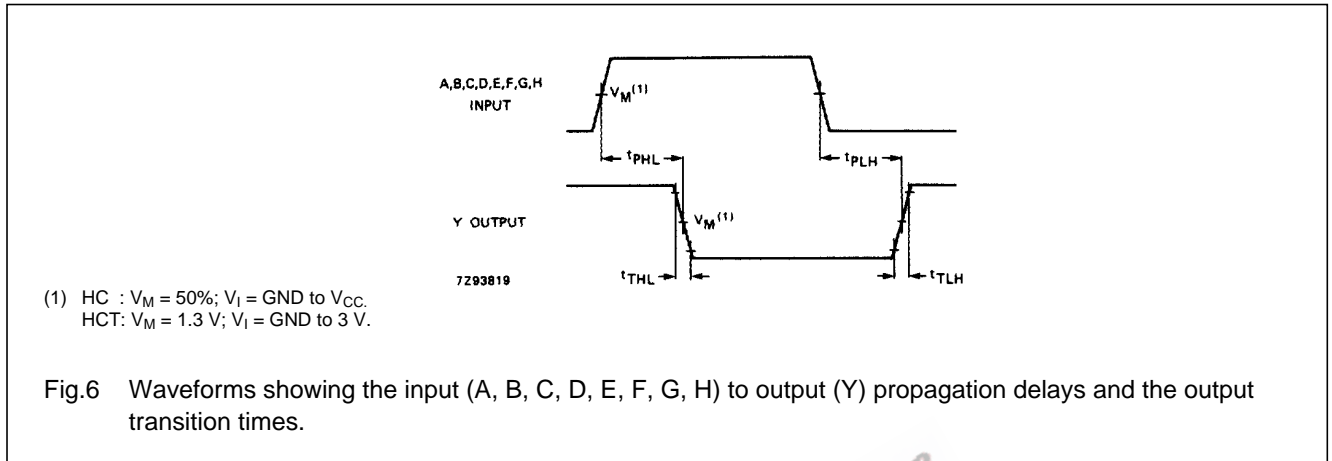 A,B,C,D,E,F,G,H
INPUT
VM(1)
tPHL
tPLH
Y OUTPUT
VM(1)
7Z93819
tTHL
tTLH
(1) HC : VM = 50%; VI = GND to VCC.
HCT: VM = 1.3 V; VI = GND to 3 V.
Fig.6 Waveforms showing the input (A, B, C, D, E, F, G, H) to output (Y) propagation delays and the output
transition times.